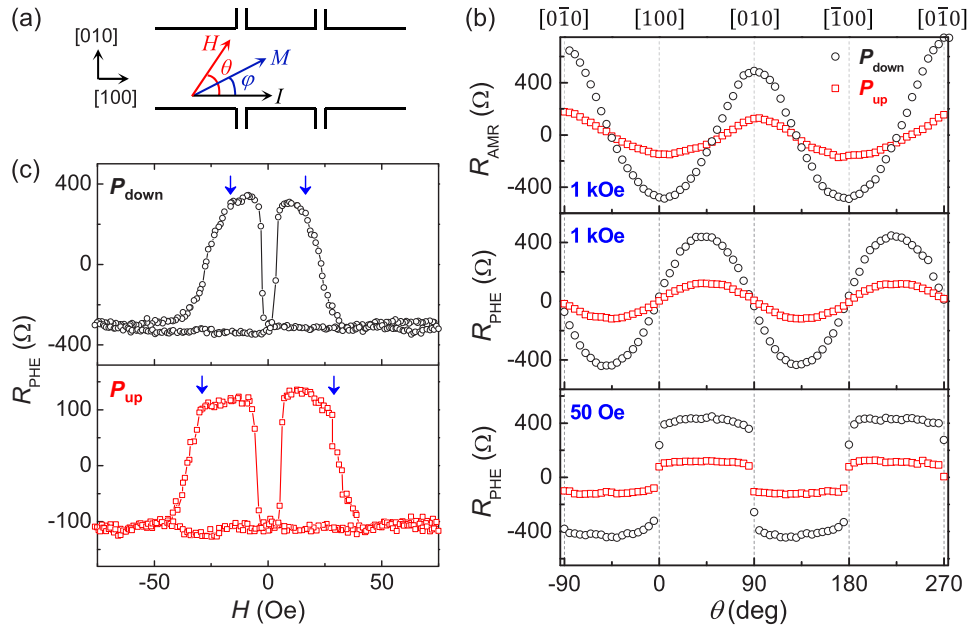 (a)
[010]
[100]
H
θ
M
φ
I
(b)
[01̄0] [100] [010] [1̄00] [01̄0]
R_AMR (Ω)
400
0
-400
P_down
P_up
1 kOe
R_PHE (Ω)
400
0
-400
1 kOe
R_PHE (Ω)
400
0
-400
50 Oe
-90 0 90 180 270
θ (deg)
(c)
R_PHE (Ω)
400
0
-400
P_down
100
0
-100
P_up
-50 0 50
H (Oe)